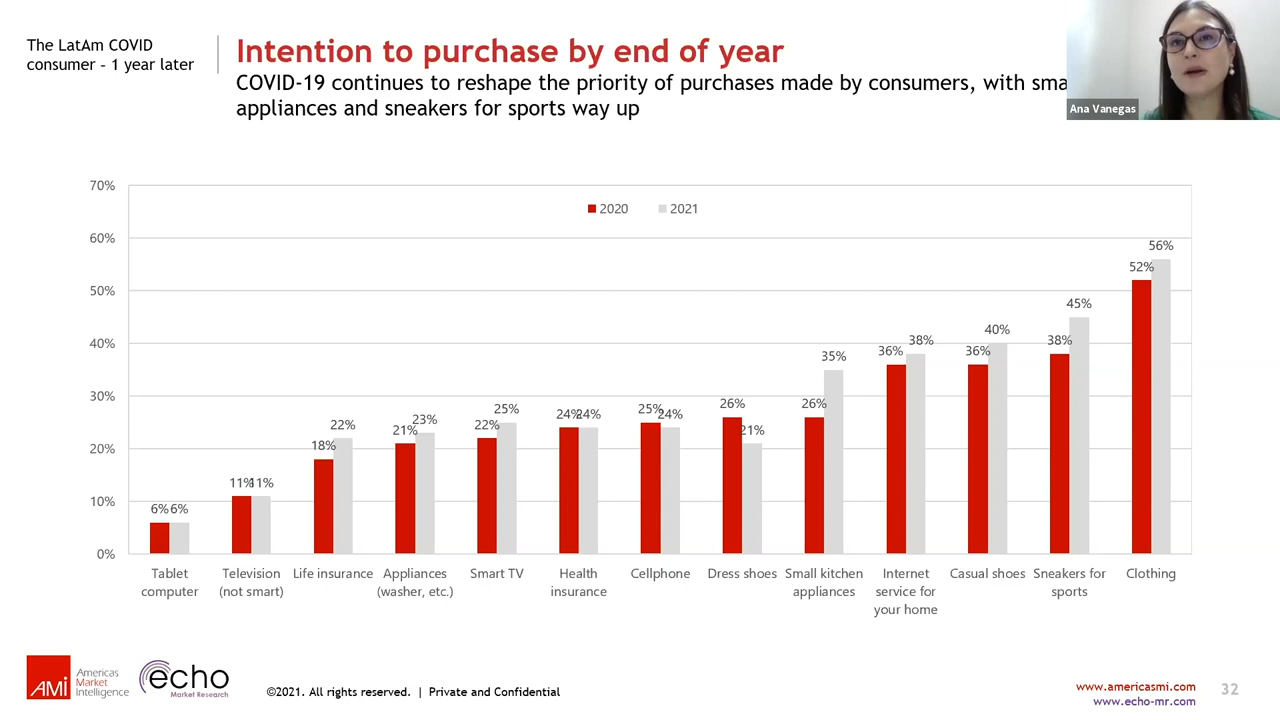 The LatAm COVID
consumer – 1 year later
Intention to purchase by end of year
COVID-19 continues to reshape the priority of purchases made by consumers, with
appliances and sneakers for sports way up
Ana Vanegas
70%
60%
50%
40%
30%
20%
10%
0%
2020
2021
6% 6%
11% 11%
18% 22%
21% 23%
22% 25%
24% 24%
25% 24%
26% 21%
26% 35%
36% 38%
36% 40%
38% 45%
52% 56%
Tablet
computer
Television
(not smart)
Life insurance
Appliances
(washer, etc.)
Smart TV
Health
insurance
Cellphone
Dress shoes
Small kitchen
appliances
Internet
service for
your home
Casual shoes
Sneakers for
sports
Clothing
AMI
Americas
Market
Intelligence
echo
Market Research
©2021. All rights reserved. | Private and Confidential
www.americasmi.com
www.echo-mr.com
32